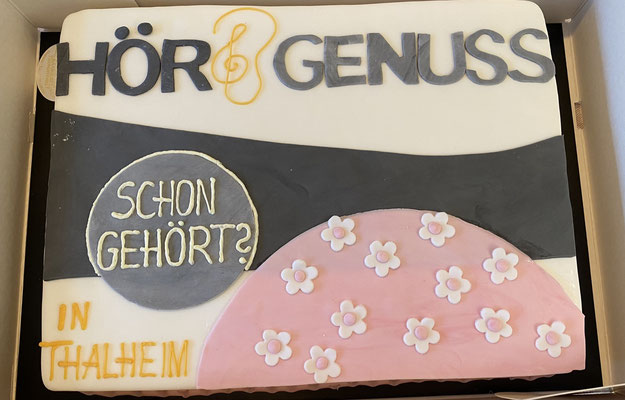 HÖR GENUSS
SCHON
GEHÖRT?
IN
THALHEIM